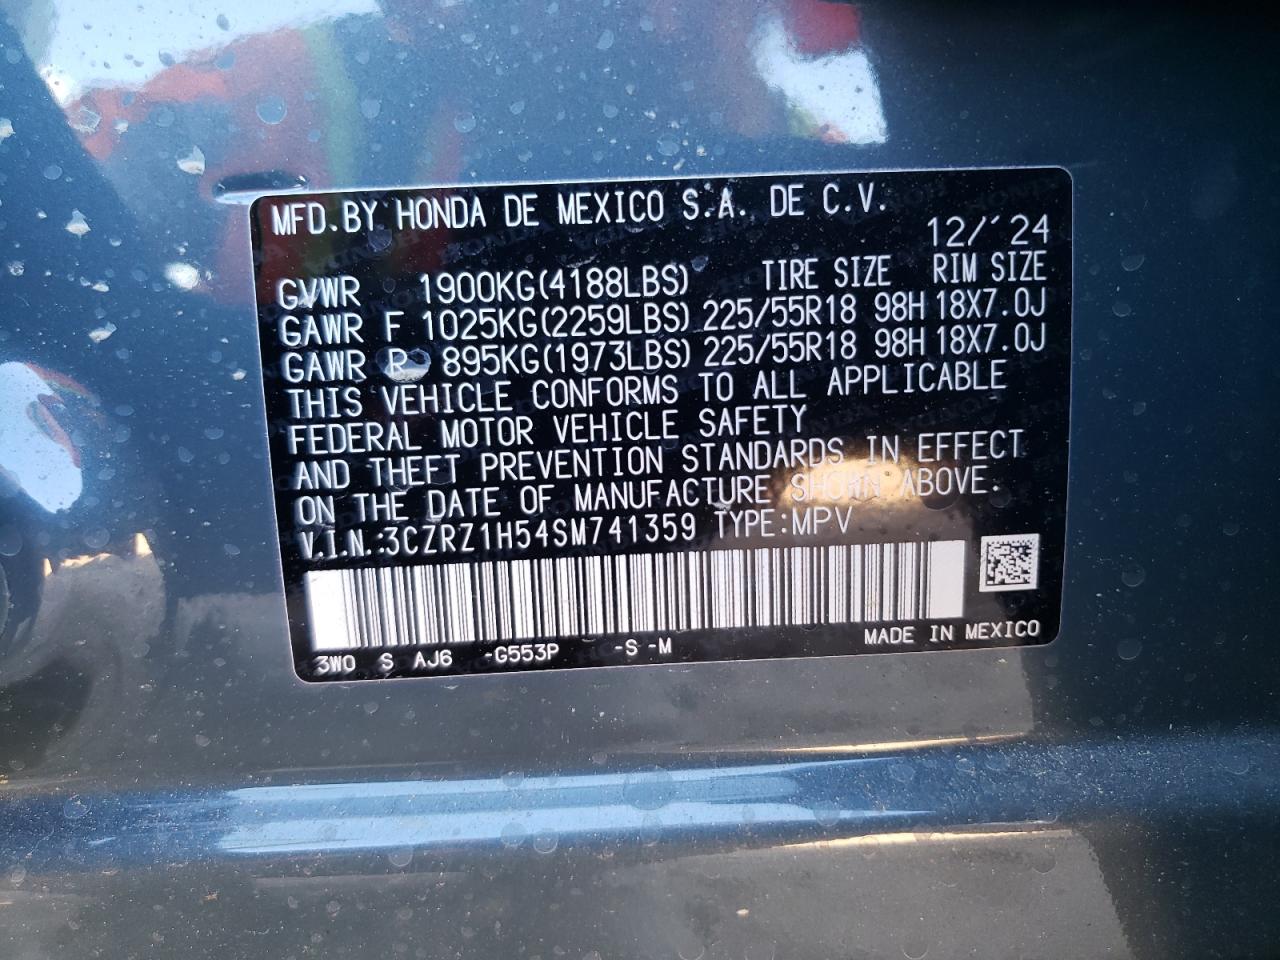 MFD.BY HONDA DE MEXICO S.A. DE C.V.
12/'24
GVWR 1900KG(4188LBS) TIRE SIZE RIM SIZE
GAWR F 1025KG(2259LBS) 225/55R18 98H 18X7.0J
GAWR R 895KG(1973LBS) 225/55R18 98H 18X7.0J
THIS VEHICLE CONFORMS TO ALL APPLICABLE
FEDERAL MOTOR VEHICLE SAFETY
AND THEFT PREVENTION STANDARDS IN EFFECT
ON THE DATE OF MANUFACTURE SHOWN ABOVE.
V.I.N.:3CZRZ1H54SM741359 TYPE:MPV
3W0 S AJ6 -G553P -S -M MADE IN MEXICO